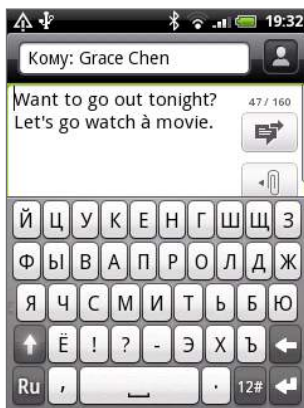 19:32
Кому: Grace Chen
Want to go out tonight?
Let's go watch à movie.
47 / 160
Й Ц У К Е Н Г Ш Щ З
Ф Ы В А П Р О Л Д Ж
Я Ч С М И Т Ь Б Ю
Ё ! ? - Э Х Ъ
Ru , . 12#